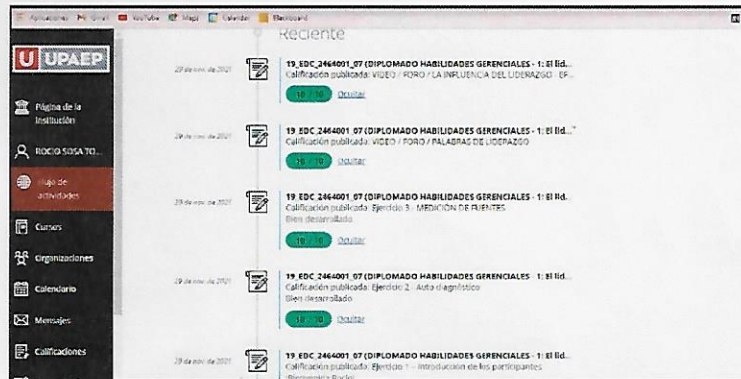 Aplicaciones Gmail YouTube Maps Calendar Blackboard
Reciente
U UPAEP
Página de la
Institución
ROCIO SOSA TO...
Flujo de
actividades
Cursos
Organizaciones
Calendario
Mensajes
Calificaciones
29 de nov. de 2021
19_EDC_2464001_07 (DIPLOMADO HABILIDADES GERENCIALES - 1: El lid...
Calificación publicada: VIDEO / FORO / LA INFLUENCIA DEL LIDERAZGO - EF...
10 / 10 Ocultar
29 de nov. de 2021
19_EDC_2464001_07 (DIPLOMADO HABILIDADES GERENCIALES - 1: El lid...
Calificación publicada: VIDEO / FORO / PALABRAS DE LIDERAZGO
10 / 10 Ocultar
29 de nov. de 2021
19_EDC_2464001_07 (DIPLOMADO HABILIDADES GERENCIALES - 1: El lid...
Calificación publicada: Ejercicio 3 - MEDICIÓN DE FUENTES
Bien desarrollado
10 / 10 Ocultar
29 de nov. de 2021
19_EDC_2464001_07 (DIPLOMADO HABILIDADES GERENCIALES - 1: El lid...
Calificación publicada: Ejercicio 2 - Auto diagnóstico
Bien desarrollado
10 / 10 Ocultar
29 de nov. de 2021
19_EDC_2464001_07 (DIPLOMADO HABILIDADES GERENCIALES - 1: El lid...
Calificación publicada: Ejercicio 1 - Introducción de los participantes
Bienvenida Rocío!